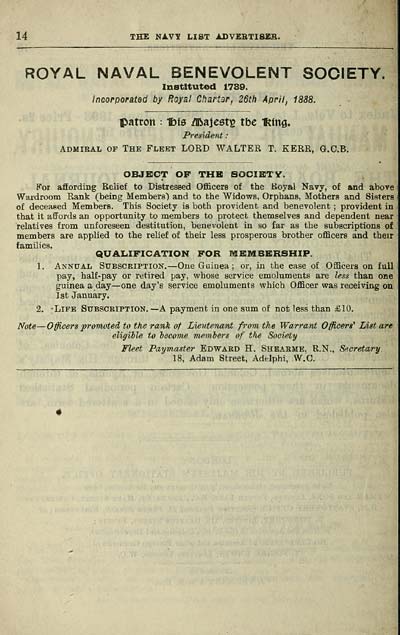 14 THE NAVY LIST ADVERTISER.
ROYAL NAVAL BENEVOLENT SOCIETY.
Instituted 1739.
Incorporated by Royal Charter, 26th April, 1888.
Patron : His Majesty the King.
President :
ADMIRAL OF THE FLEET LORD WALTER T. KERR, G.C.B.
OBJECT OF THE SOCIETY.
For affording Relief to Distressed Officers of the Royal Navy, of and above
Wardroom Rank (being Members) and to the Widows, Orphans, Mothers and Sisters
of deceased Members. This Society is both provident and benevolent ; provident in
that it affords an opportunity to members to protect themselves and dependent near
relatives from unforeseen destitution, benevolent in so far as the subscriptions of
members are applied to the relief of their less prosperous brother officers and their
families.
QUALIFICATION FOR MEMBERSHIP.
1. ANNUAL SUBSCRIPTION.—One Guinea ; or, in the case of Officers on full
pay, half-pay or retired pay, whose service emoluments are less than one
guinea a day—one day's service emoluments which Officer was receiving on
1st January.
2. LIFE SUBSCRIPTION.—A payment in one sum of not less than £10.
Note—Officers promoted to the rank of Lieutenant from the Warrant Officers' List are
eligible to become members of the Society
Fleet Paymaster EDWARD H. SHEARME, R.N., Secretary
18, Adam Street, Adelphi, W.C.